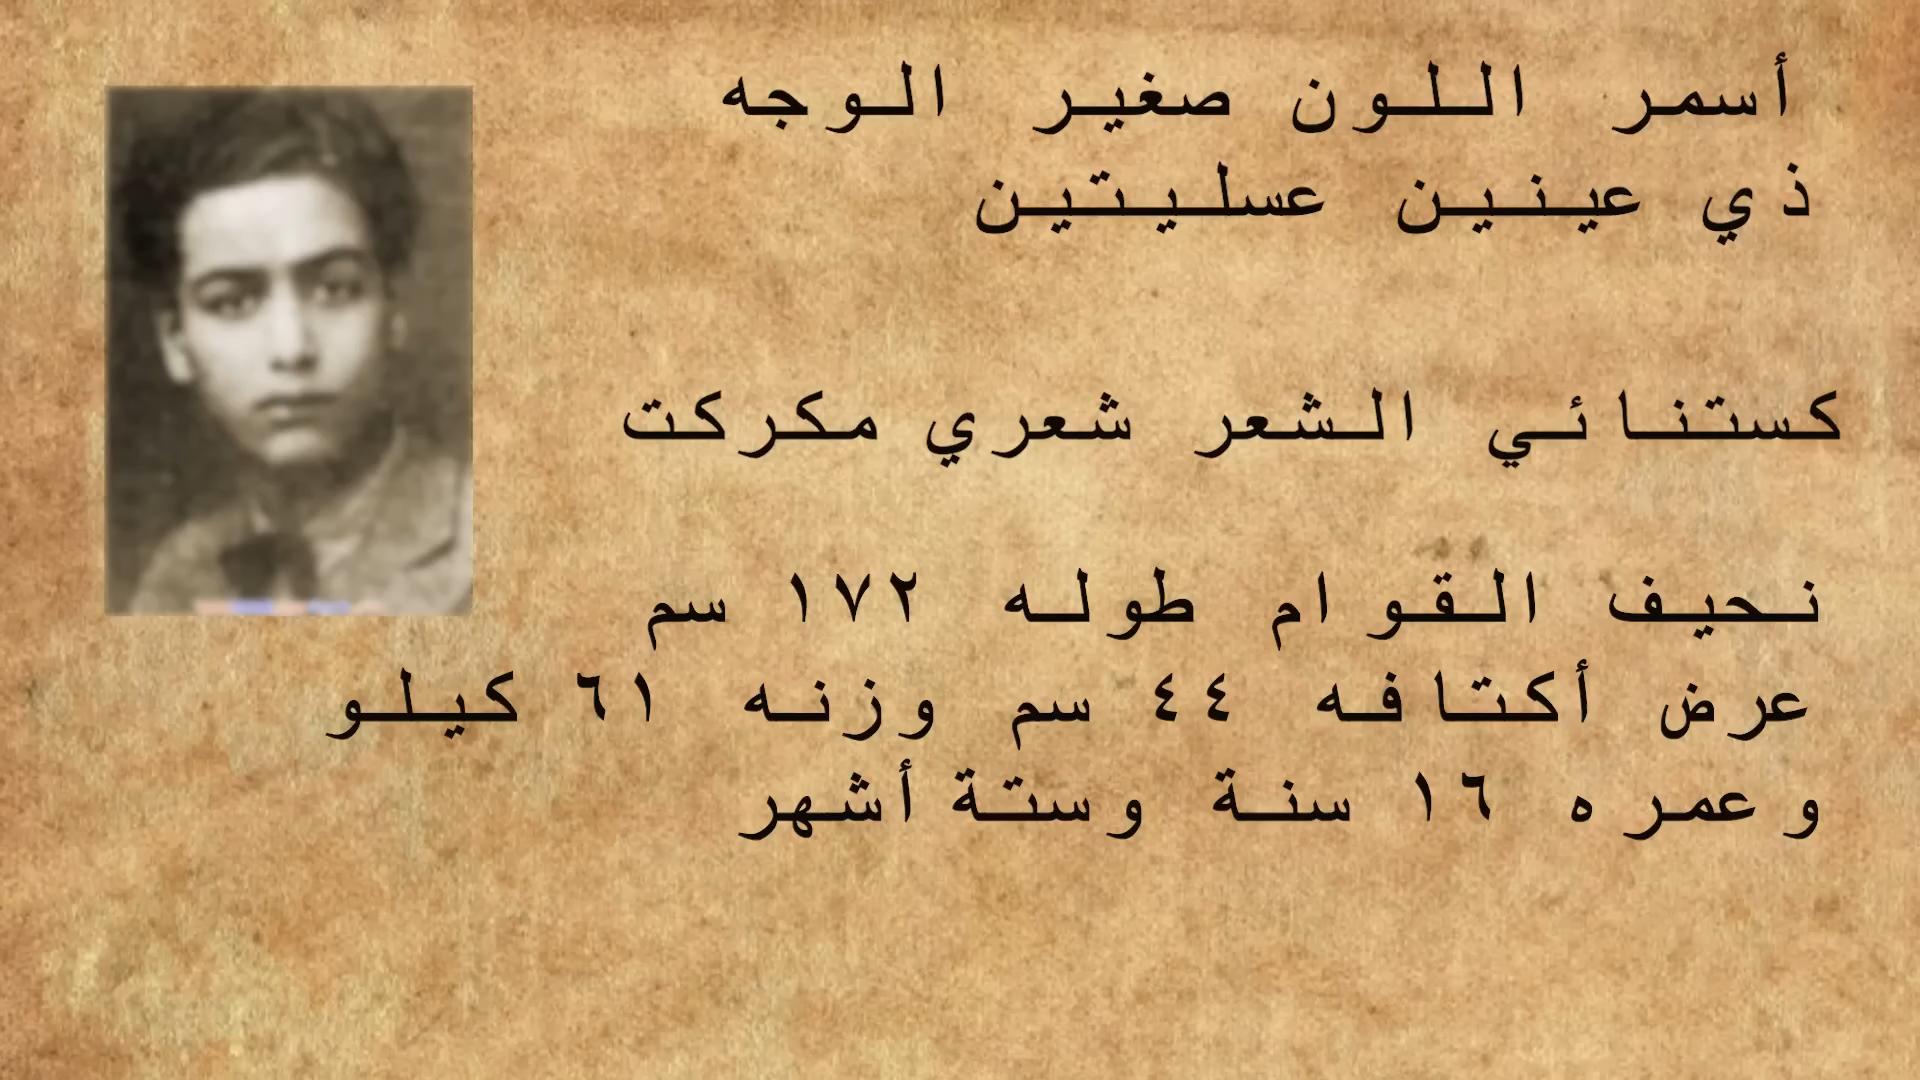 أسمر اللون صغير الوجه
ذي عينين عسليتين
كستنائي الشعر شعري مكركت
نحيف القوام طوله ١٧٢ سم
عرض أكتافه ٤٤ سم وزنه ٦١ كيلو
وعمره ١٦ سنة وستة أشهر